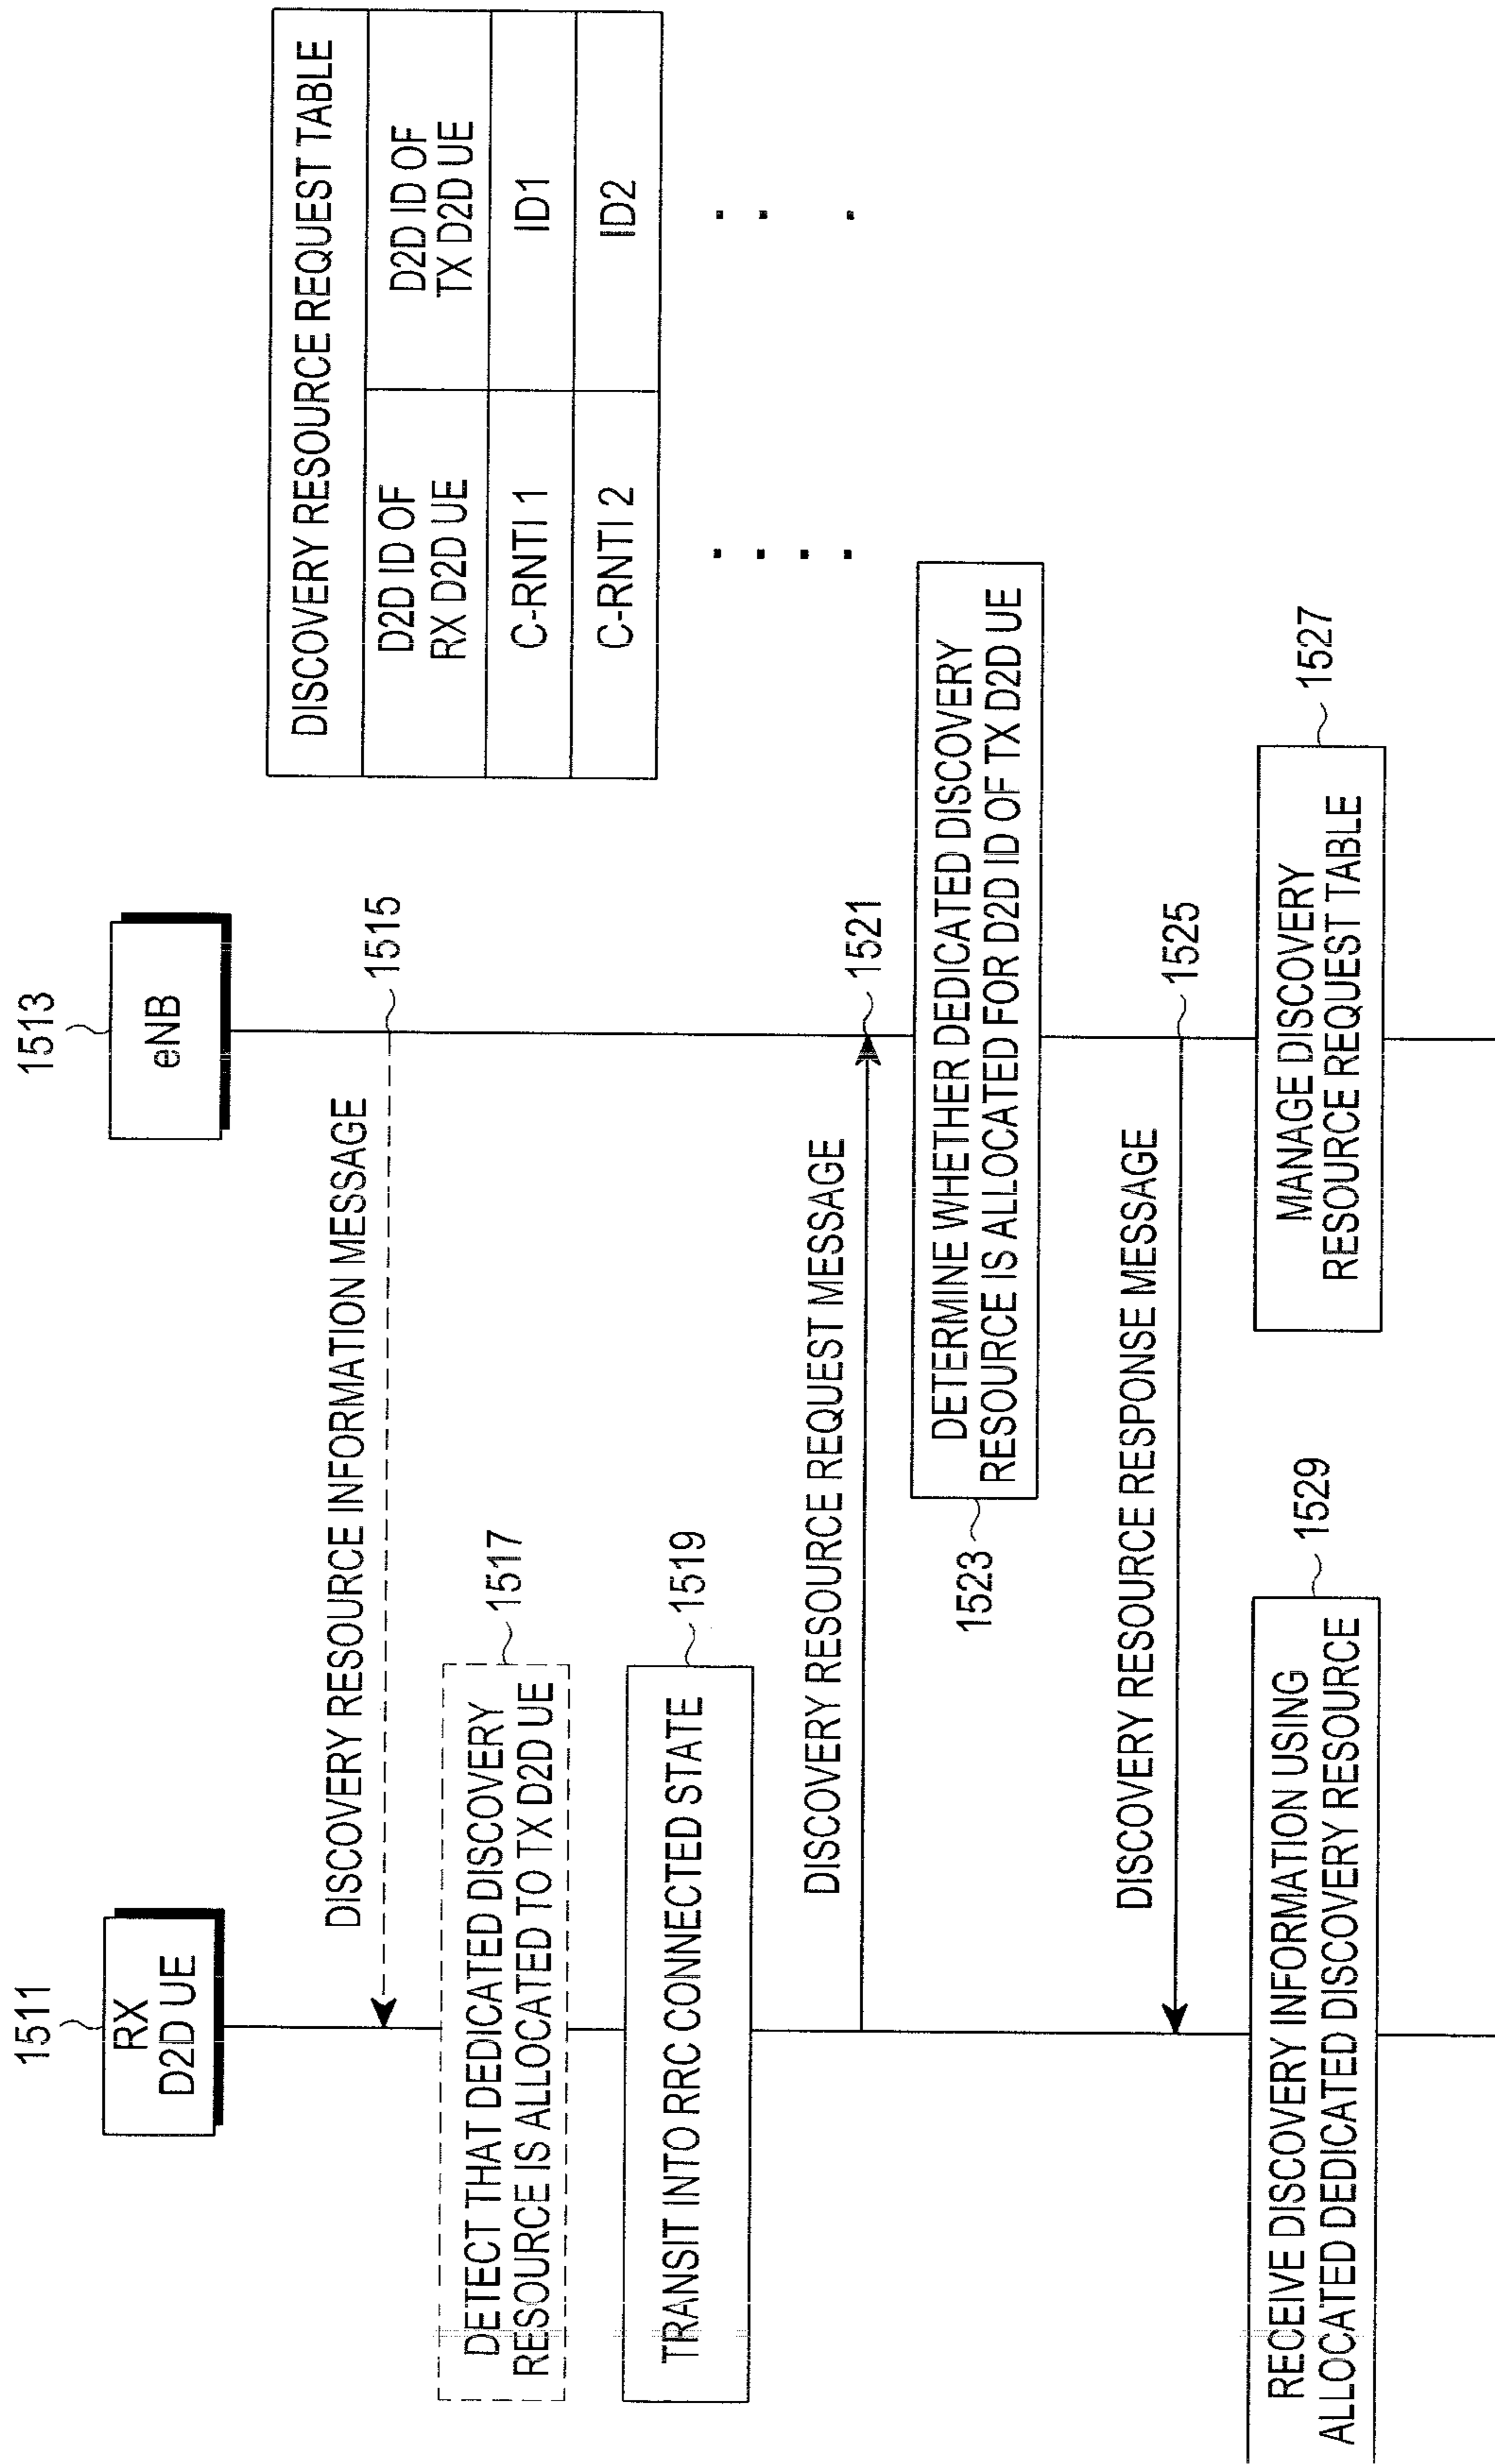 1511
RX
D2D UE
1513
eNB
DISCOVERY RESOURCE REQUEST TABLE
D2D ID OF
RX D2D UE
D2D ID OF
TX D2D UE
C-RNTI 1
ID1
C-RNTI 2
ID2
DISCOVERY RESOURCE INFORMATION MESSAGE
1515
DETECT THAT DEDICATED DISCOVERY
RESOURCE IS ALLOCATED TO TX D2D UE
1517
TRANSIT INTO RRC CONNECTED STATE
1519
DISCOVERY RESOURCE REQUEST MESSAGE
1521
DETERMINE WHETHER DEDICATED DISCOVERY
RESOURCE IS ALLOCATED FOR D2D ID OF TX D2D UE
1523
DISCOVERY RESOURCE RESPONSE MESSAGE
1525
MANAGE DISCOVERY
RESOURCE REQUEST TABLE
1527
RECEIVE DISCOVERY INFORMATION USING
ALLOCATED DEDICATED DISCOVERY RESOURCE
1529